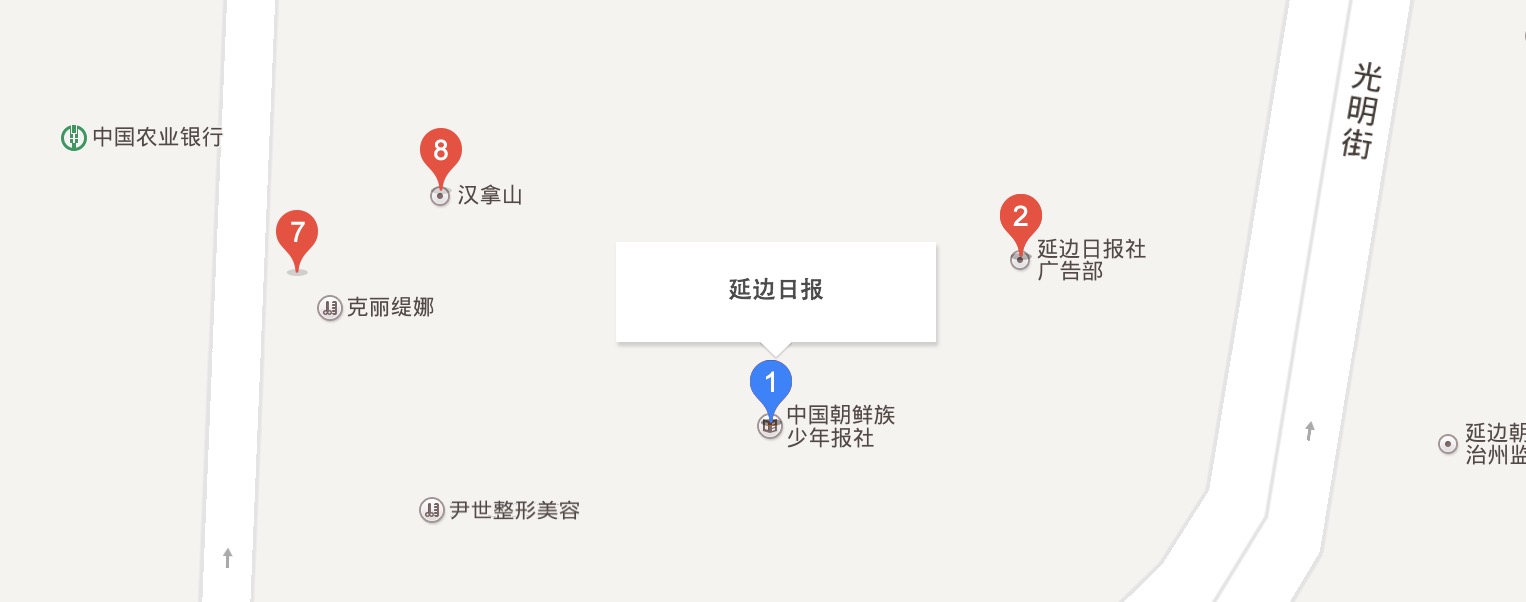 光明街
中国农业银行
8
汉拿山
7
2
延边日报社
广告部
延边日报
克丽缇娜
1
中国朝鲜族
少年报社
延边朝
治州监
尹世整形美容